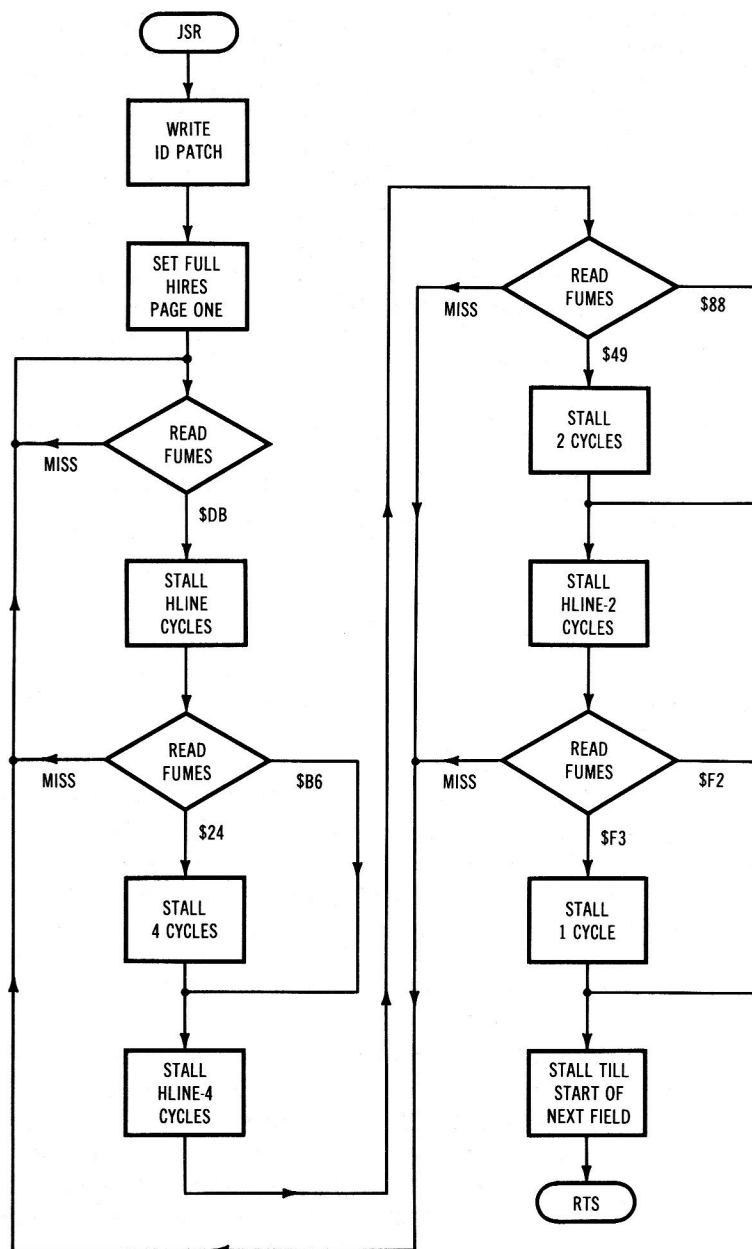 JSR
WRITE
ID PATCH
SET FULL
HIRES
PAGE ONE
READ
FUMES
MISS
$DB
STALL
HLINE
CYCLES
READ
FUMES
MISS
$B6
$24
STALL
4 CYCLES
STALL
HLINE-4
CYCLES
READ
FUMES
MISS
$88
$49
STALL
2 CYCLES
STALL
HLINE-2
CYCLES
READ
FUMES
MISS
$F2
$F3
STALL
1 CYCLE
STALL TILL
START OF
NEXT FIELD
RTS